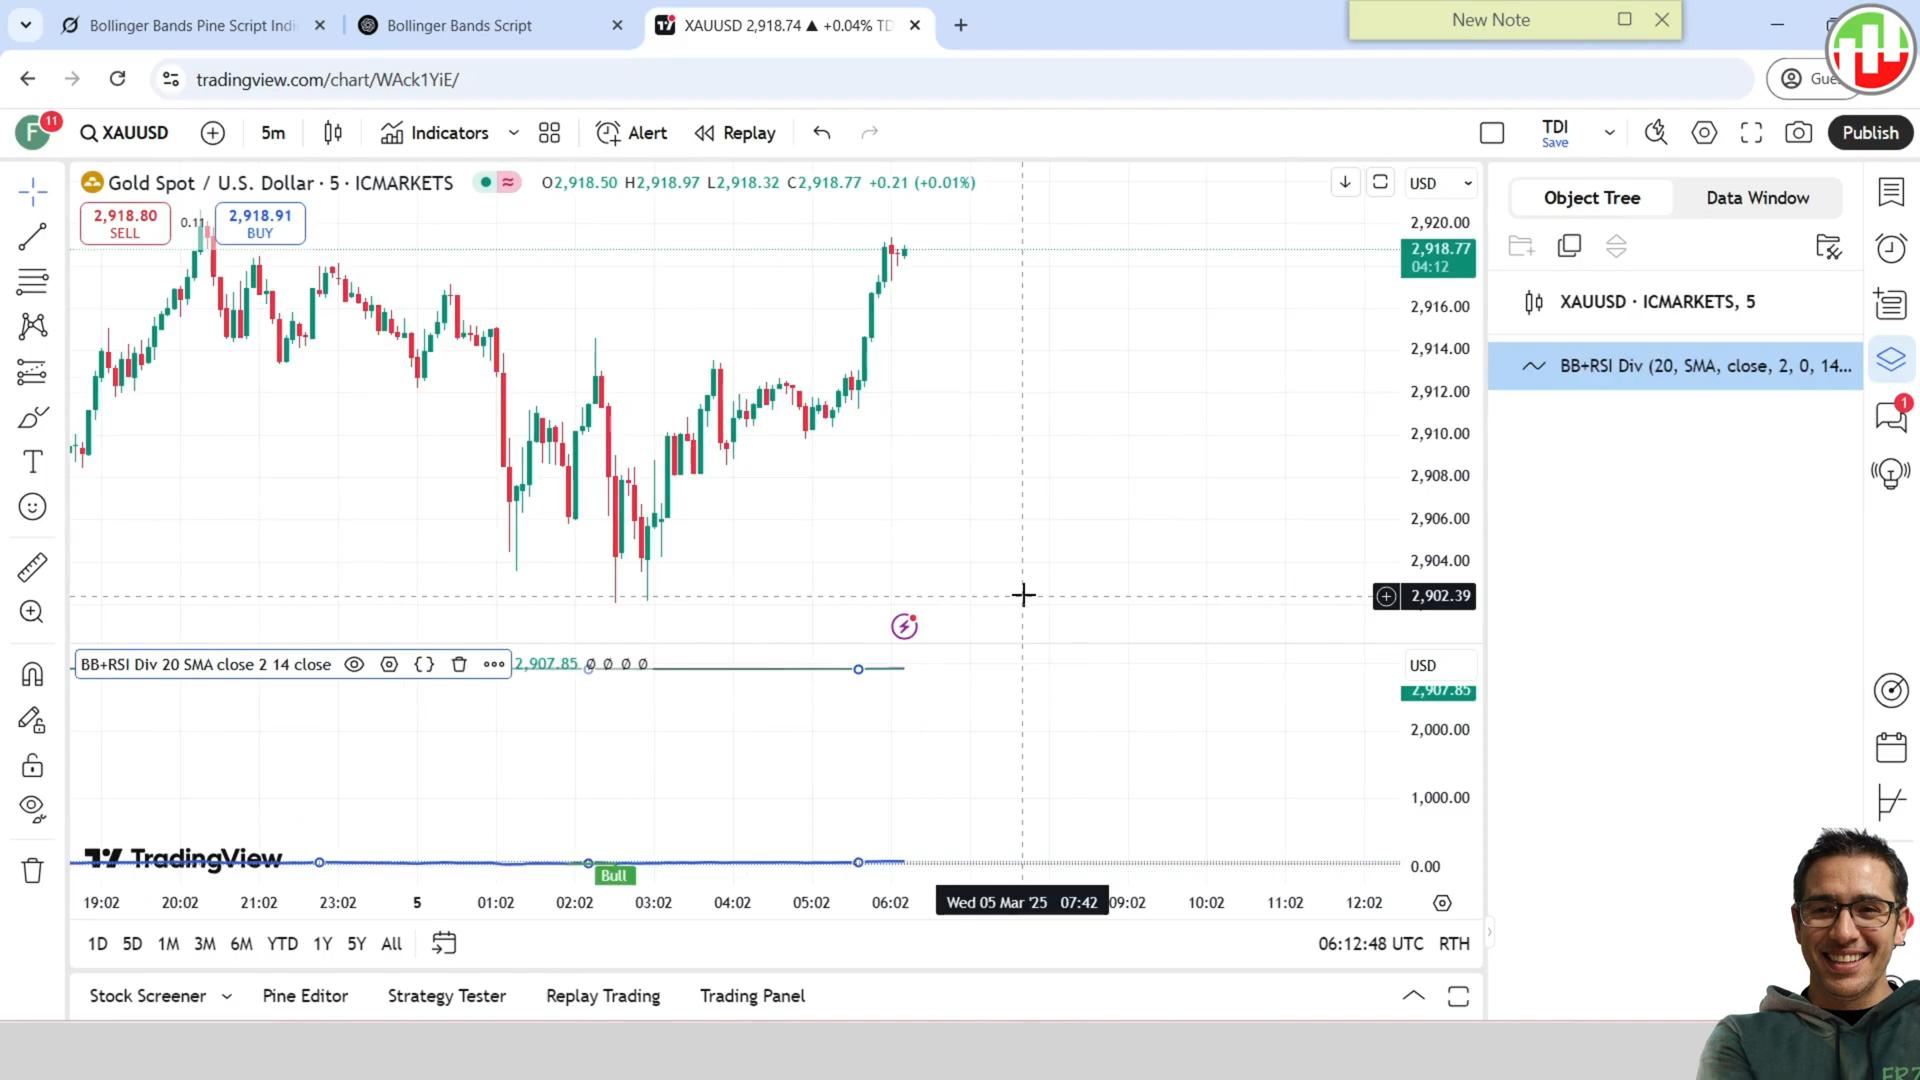 Bollinger Bands Pine Script Indi
Bollinger Bands Script
XAUUSD 2,918.74 ▲ +0.04% TD
New Note
tradingview.com/chart/WAck1YiE/
F
11
XAUUSD
5m
Indicators
Alert
Replay
TDI
Save
Publish
Gold Spot / U.S. Dollar · 5 · ICMARKETS
O2,918.50 H2,918.97 L2,918.32 C2,918.77 +0.21 (+0.01%)
USD
2,918.80
SELL
0.11
2,918.91
BUY
2,920.00
2,918.77
04:12
2,916.00
2,914.00
2,912.00
2,910.00
2,908.00
2,906.00
2,904.00
2,902.39
Object Tree
Data Window
XAUUSD · ICMARKETS, 5
BB+RSI Div (20, SMA, close, 2, 0, 14...
1
BB+RSI Div 20 SMA close 2 14 close
2,907.85 ∅ ∅ ∅ ∅
USD
2,907.85
2,000.00
1,000.00
0.00
TradingView
Bull
19:02 20:02 21:02 23:02 5 01:02 02:02 03:02 04:02 05:02 06:02 Wed 05 Mar '25 07:42 09:02 10:02 11:02 12:02
1D 5D 1M 3M 6M YTD 1Y 5Y All
06:12:48 UTC RTH
Stock Screener
Pine Editor
Strategy Tester
Replay Trading
Trading Panel